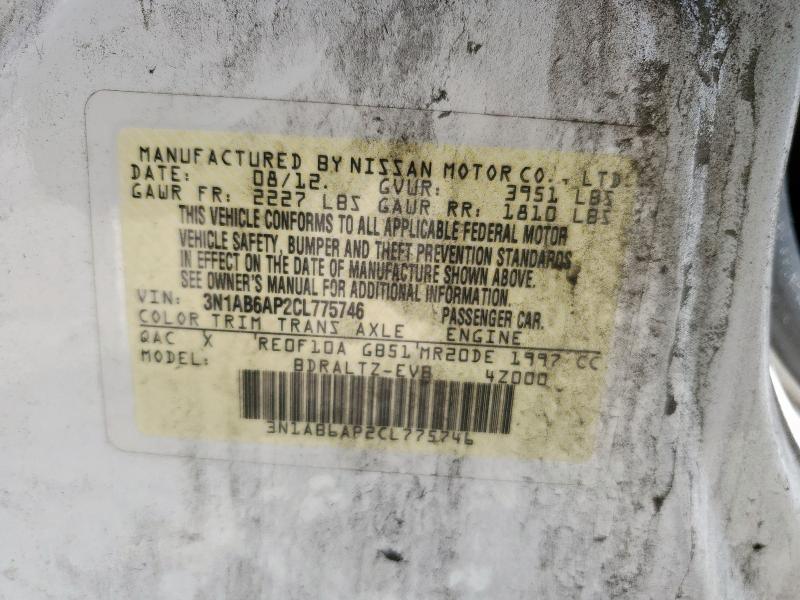 MANUFACTURED BY NISSAN MOTOR CO., LTD.
DATE: 08/12. GVWR: 3951 LBS
GAWR FR: 2227 LBS GAWR RR: 1810 LBS
THIS VEHICLE CONFORMS TO ALL APPLICABLE FEDERAL MOTOR
VEHICLE SAFETY, BUMPER AND THEFT PREVENTION STANDARDS
IN EFFECT ON THE DATE OF MANUFACTURE SHOWN ABOVE.
SEE OWNER'S MANUAL FOR ADDITIONAL INFORMATION.
VIN: 3N1AB6AP2CL775746 PASSENGER CAR.
COLOR TRIM TRANS AXLE ENGINE
QAC X RE0F10A GB51 MR20DE 1997 CC
MODEL: BDRALTZ-EVB 4Z000
3N1AB6AP2CL775746